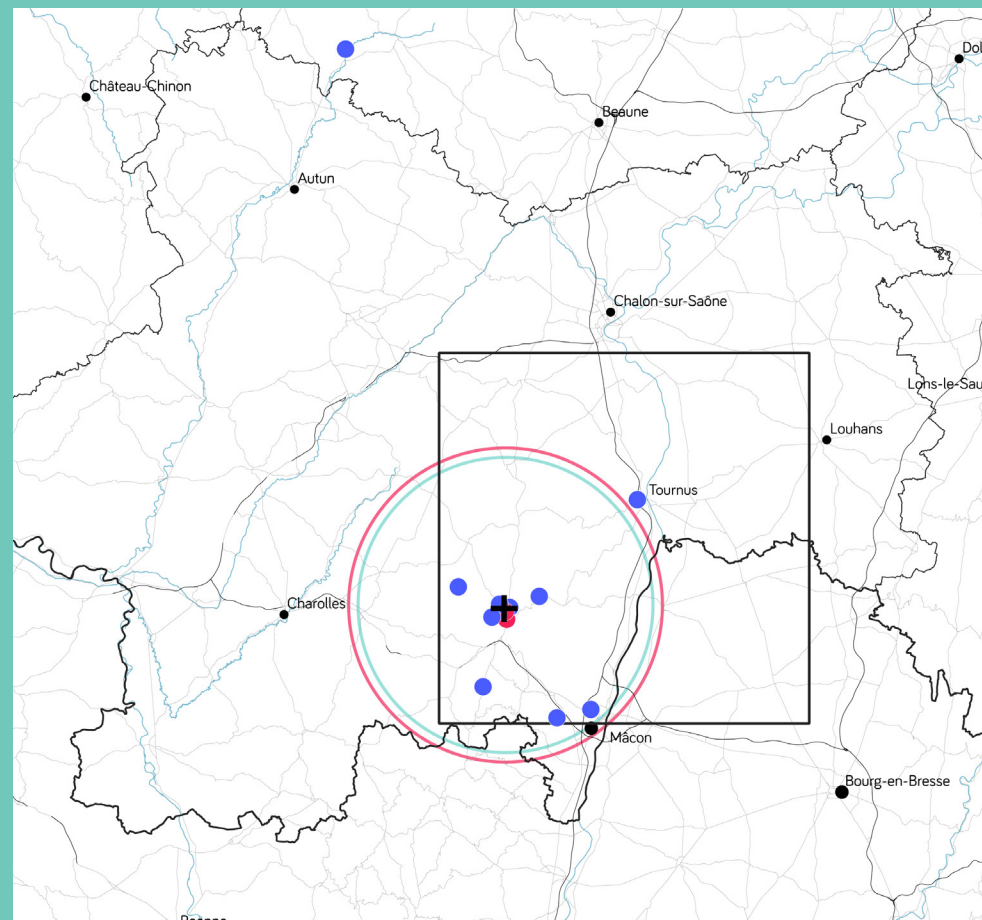 Dol
Château-Chinon
Beaune
Autun
Chalon-sur-Saône
Lons-le-Sau
Louhans
Tournus
Charolles
Mâcon
Bourg-en-Bresse